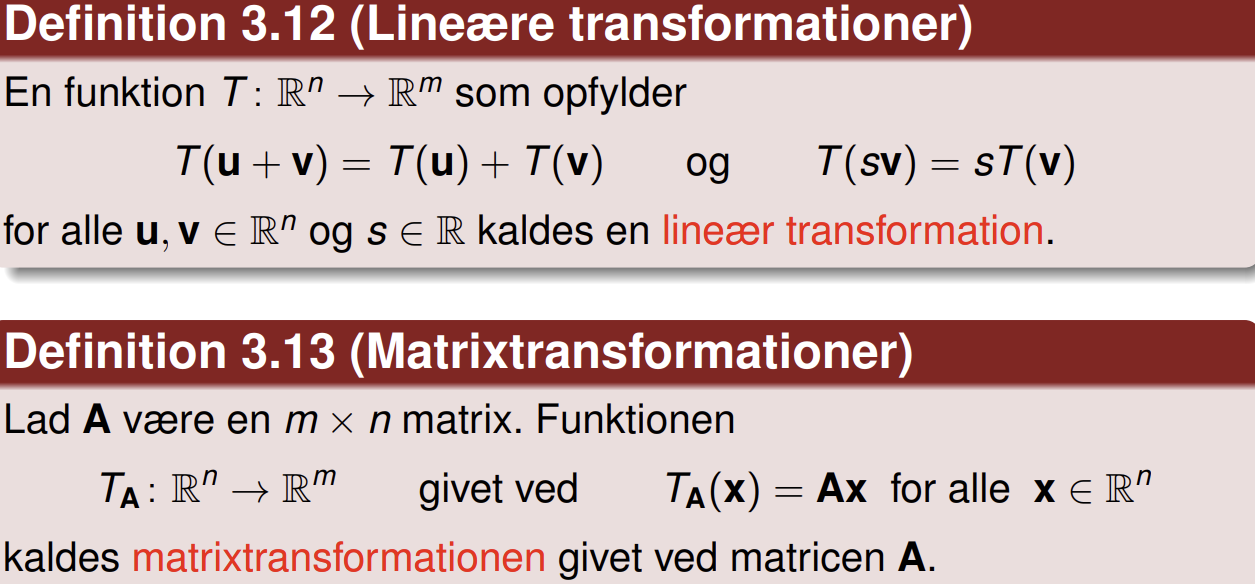 Definition 3.12 (Lineære transformationer)
En funktion T : ℝⁿ → ℝᵐ som opfylder
T(u + v) = T(u) + T(v) og T(sv) = sT(v)
for alle u, v ∈ ℝⁿ og s ∈ ℝ kaldes en lineær transformation.
Definition 3.13 (Matrixtransformationer)
Lad A være en m × n matrix. Funktionen
T_A : ℝⁿ → ℝᵐ givet ved T_A(x) = Ax for alle x ∈ ℝⁿ
kaldes matrixtransformationen givet ved matricen A.